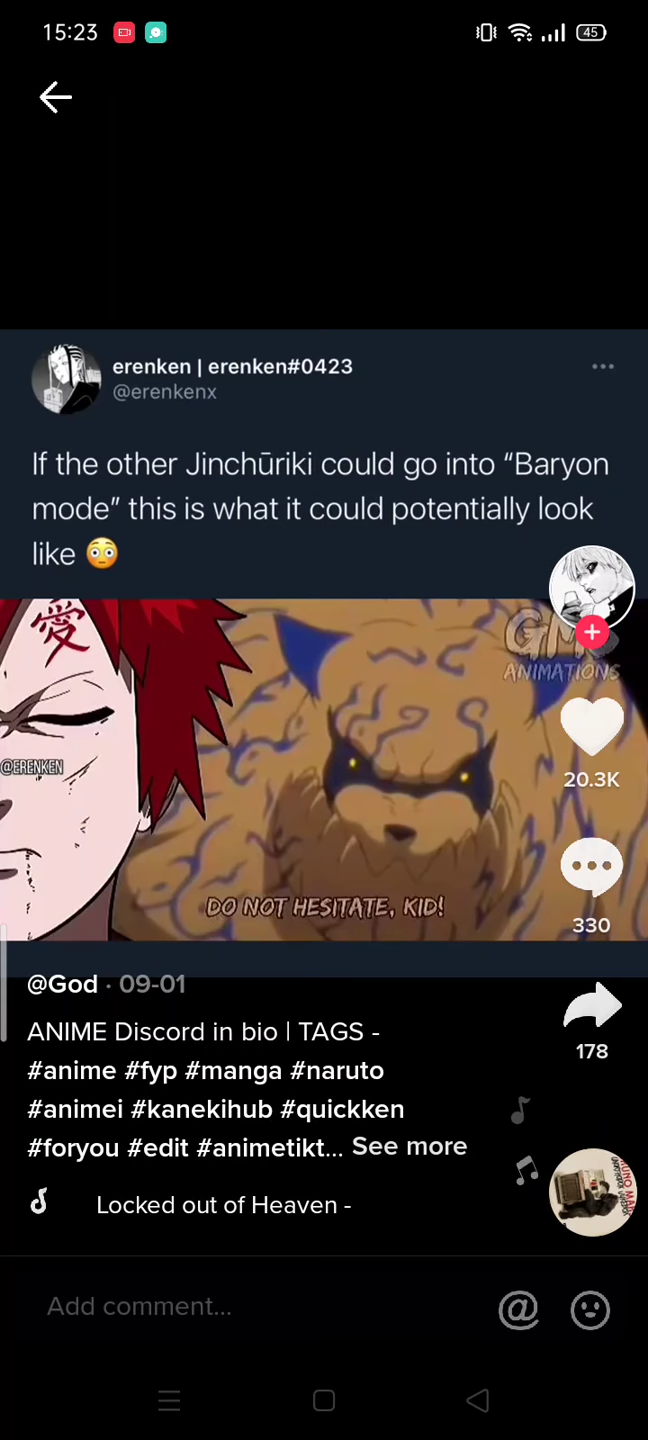 15:23
45
erenken | erenken#0423
@erenkenx
If the other Jinchūriki could go into “Baryon
mode” this is what it could potentially look
like 😳
愛
ANIMATIONS
@ERENKEN
20.3K
DO NOT HESITATE, KID!
330
@God · 09-01
ANIME Discord in bio | TAGS -
178
#anime #fyp #manga #naruto
#animei #kanekihub #quickken
#foryou #edit #animetikt... See more
Locked out of Heaven -
Add comment...